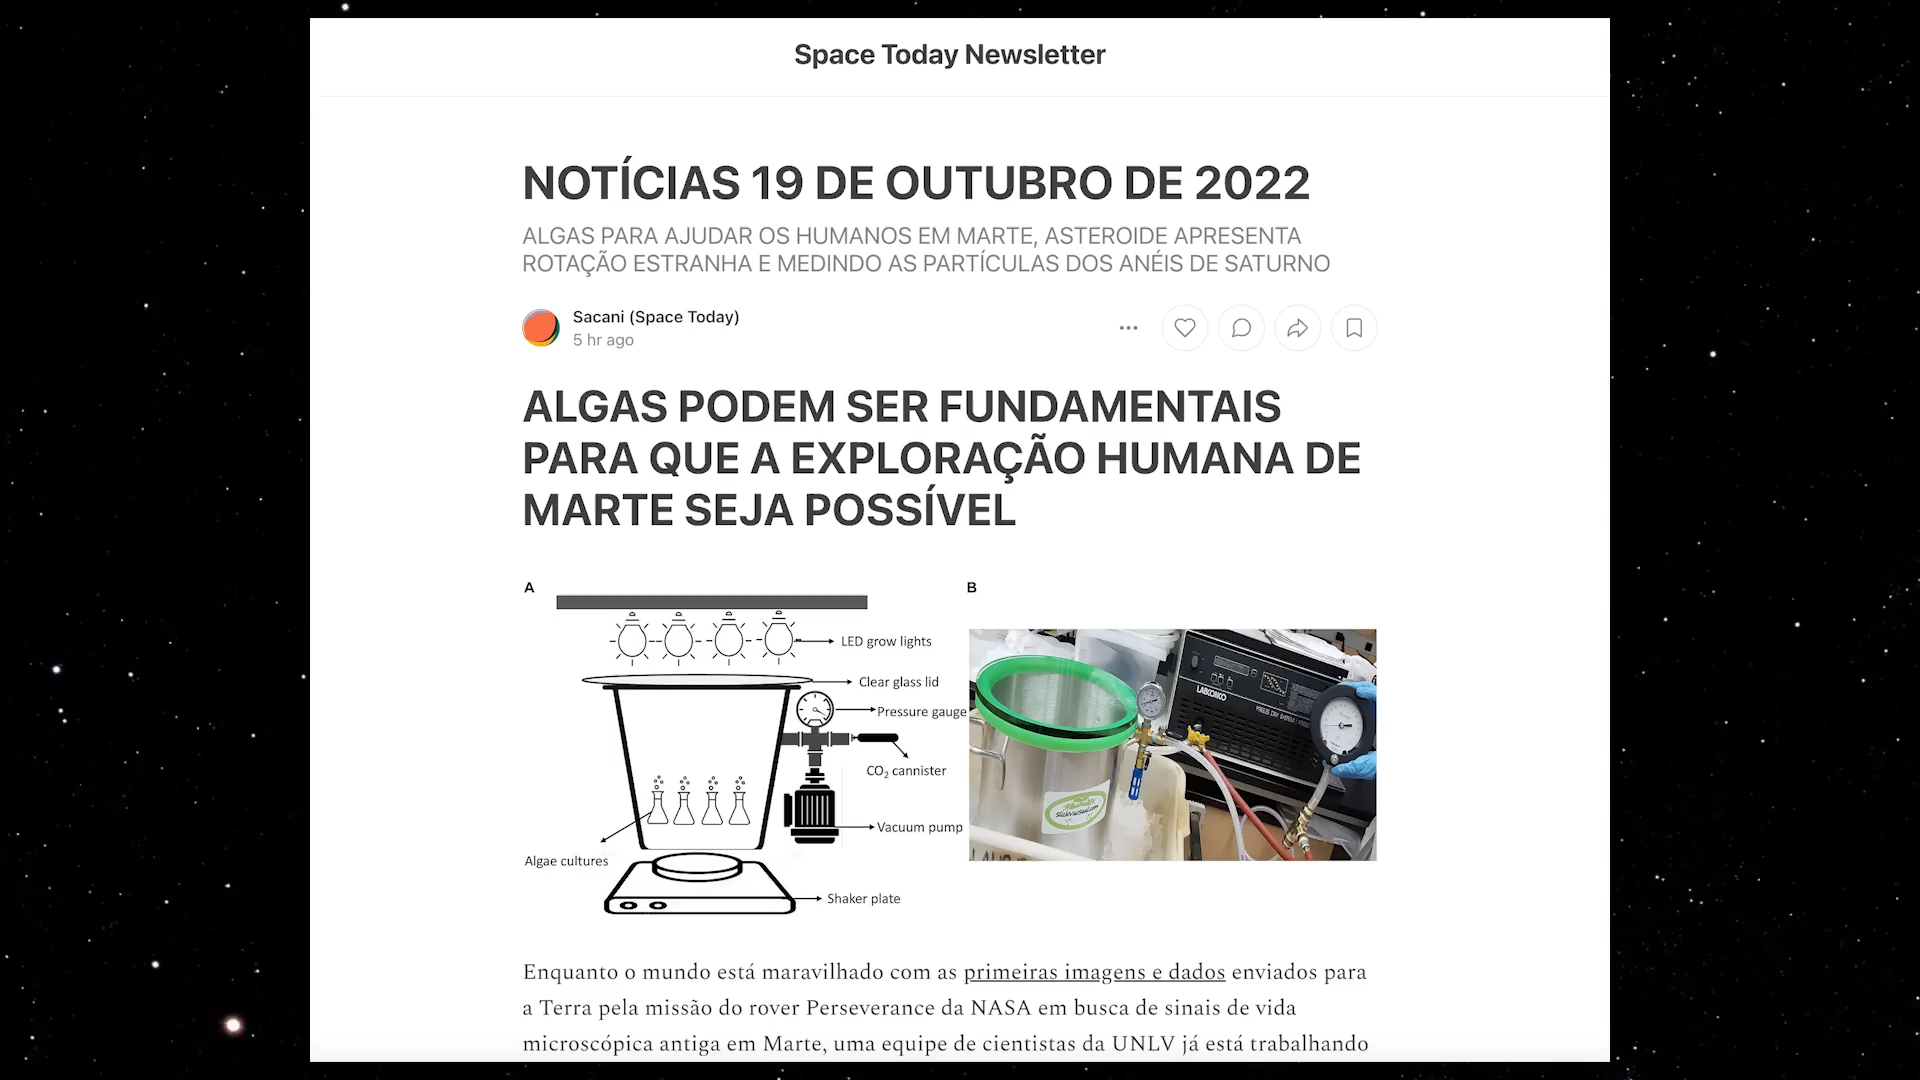 Space Today Newsletter
NOTÍCIAS 19 DE OUTUBRO DE 2022
ALGAS PARA AJUDAR OS HUMANOS EM MARTE, ASTEROIDE APRESENTA
ROTAÇÃO ESTRANHA E MEDINDO AS PARTÍCULAS DOS ANÉIS DE SATURNO
Sacani (Space Today)
5 hr ago
ALGAS PODEM SER FUNDAMENTAIS
PARA QUE A EXPLORAÇÃO HUMANA DE
MARTE SEJA POSSÍVEL
A
LED grow lights
Clear glass lid
Pressure gauge
CO₂ cannister
Vacuum pump
Algae cultures
Shaker plate
B
LABCONCO
SlickVacSeal.com
Enquanto o mundo está maravilhado com as primeiras imagens e dados enviados para
a Terra pela missão do rover Perseverance da NASA em busca de sinais de vida
microscópica antiga em Marte, uma equipe de cientistas da UNLV já está trabalhando